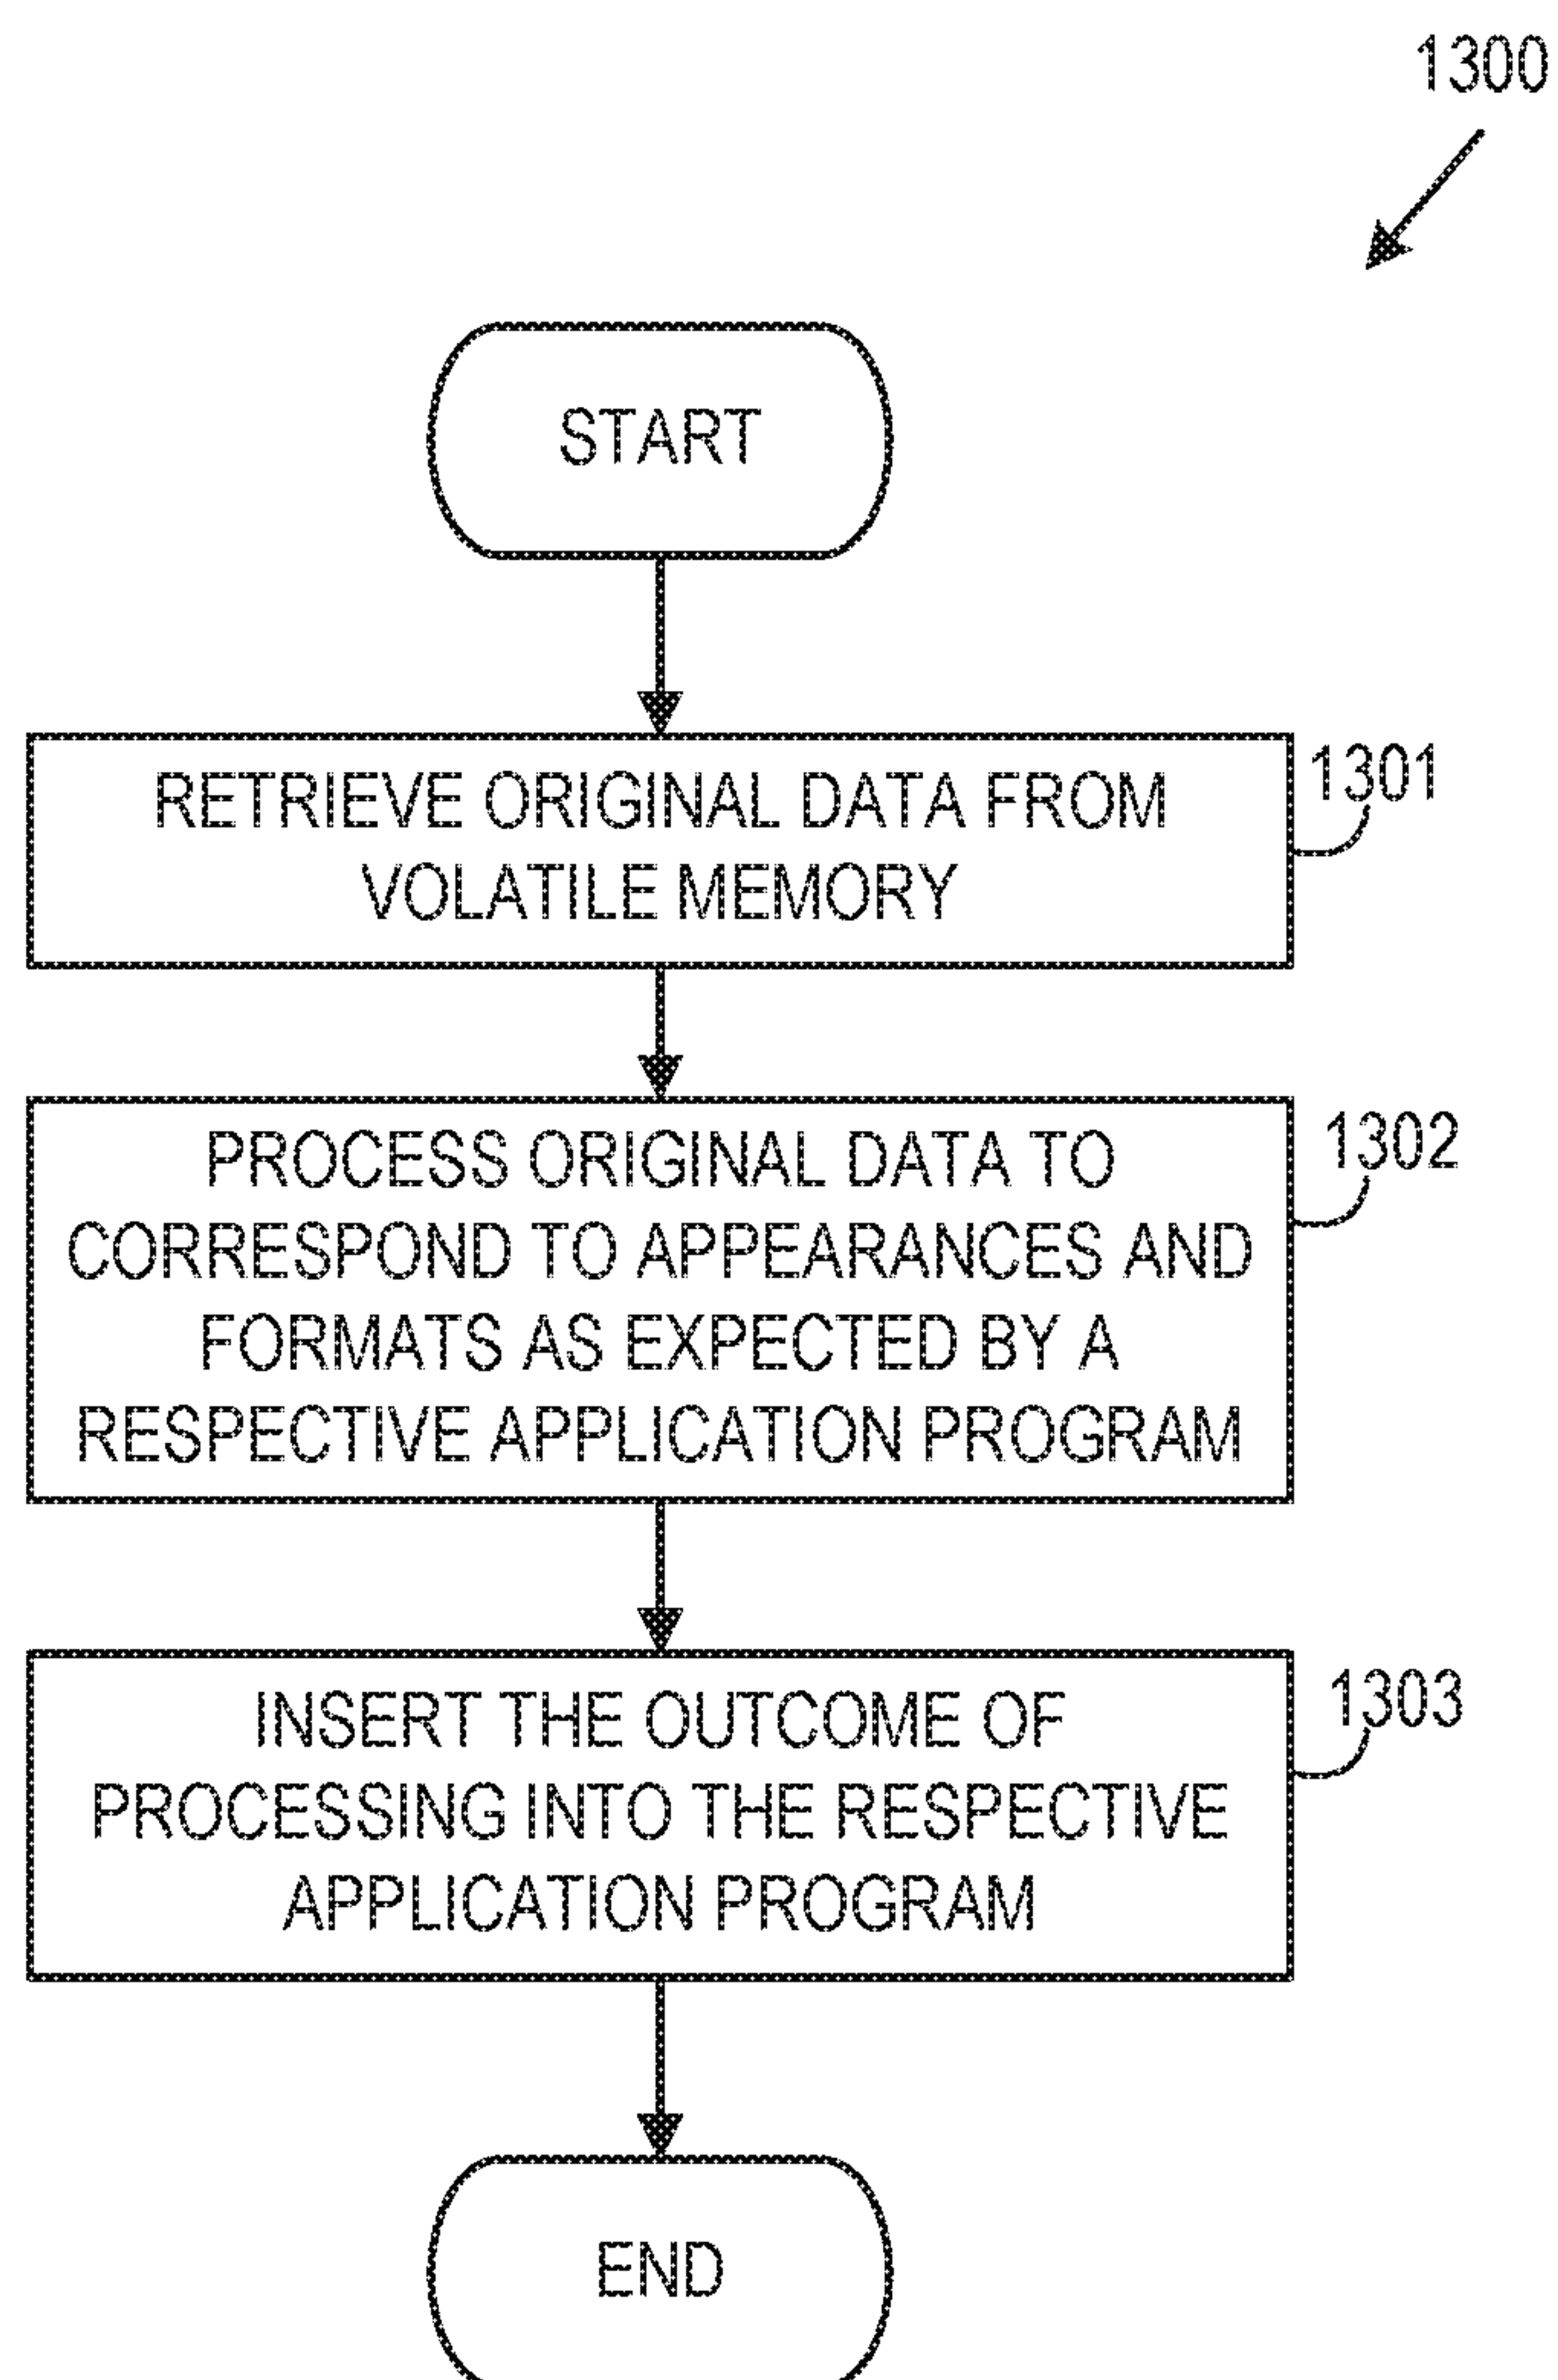 1300
START
RETRIEVE ORIGINAL DATA FROM
VOLATILE MEMORY
1301
PROCESS ORIGINAL DATA TO
CORRESPOND TO APPEARANCES AND
FORMATS AS EXPECTED BY A
RESPECTIVE APPLICATION PROGRAM
1302
INSERT THE OUTCOME OF
PROCESSING INTO THE RESPECTIVE
APPLICATION PROGRAM
1303
END